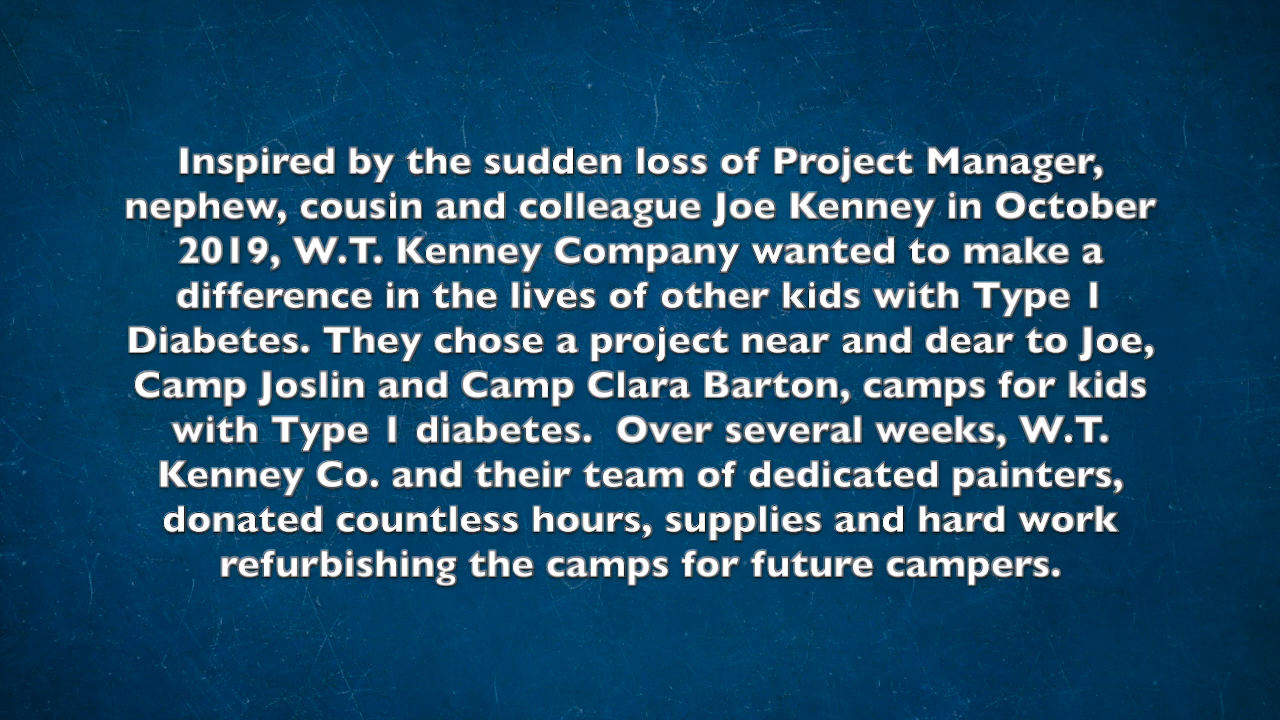 Inspired by the sudden loss of Project Manager,
nephew, cousin and colleague Joe Kenney in October
2019, W.T. Kenney Company wanted to make a
difference in the lives of other kids with Type 1
Diabetes. They chose a project near and dear to Joe,
Camp Joslin and Camp Clara Barton, camps for kids
with Type 1 diabetes.  Over several weeks, W.T.
Kenney Co. and their team of dedicated painters,
donated countless hours, supplies and hard work
refurbishing the camps for future campers.